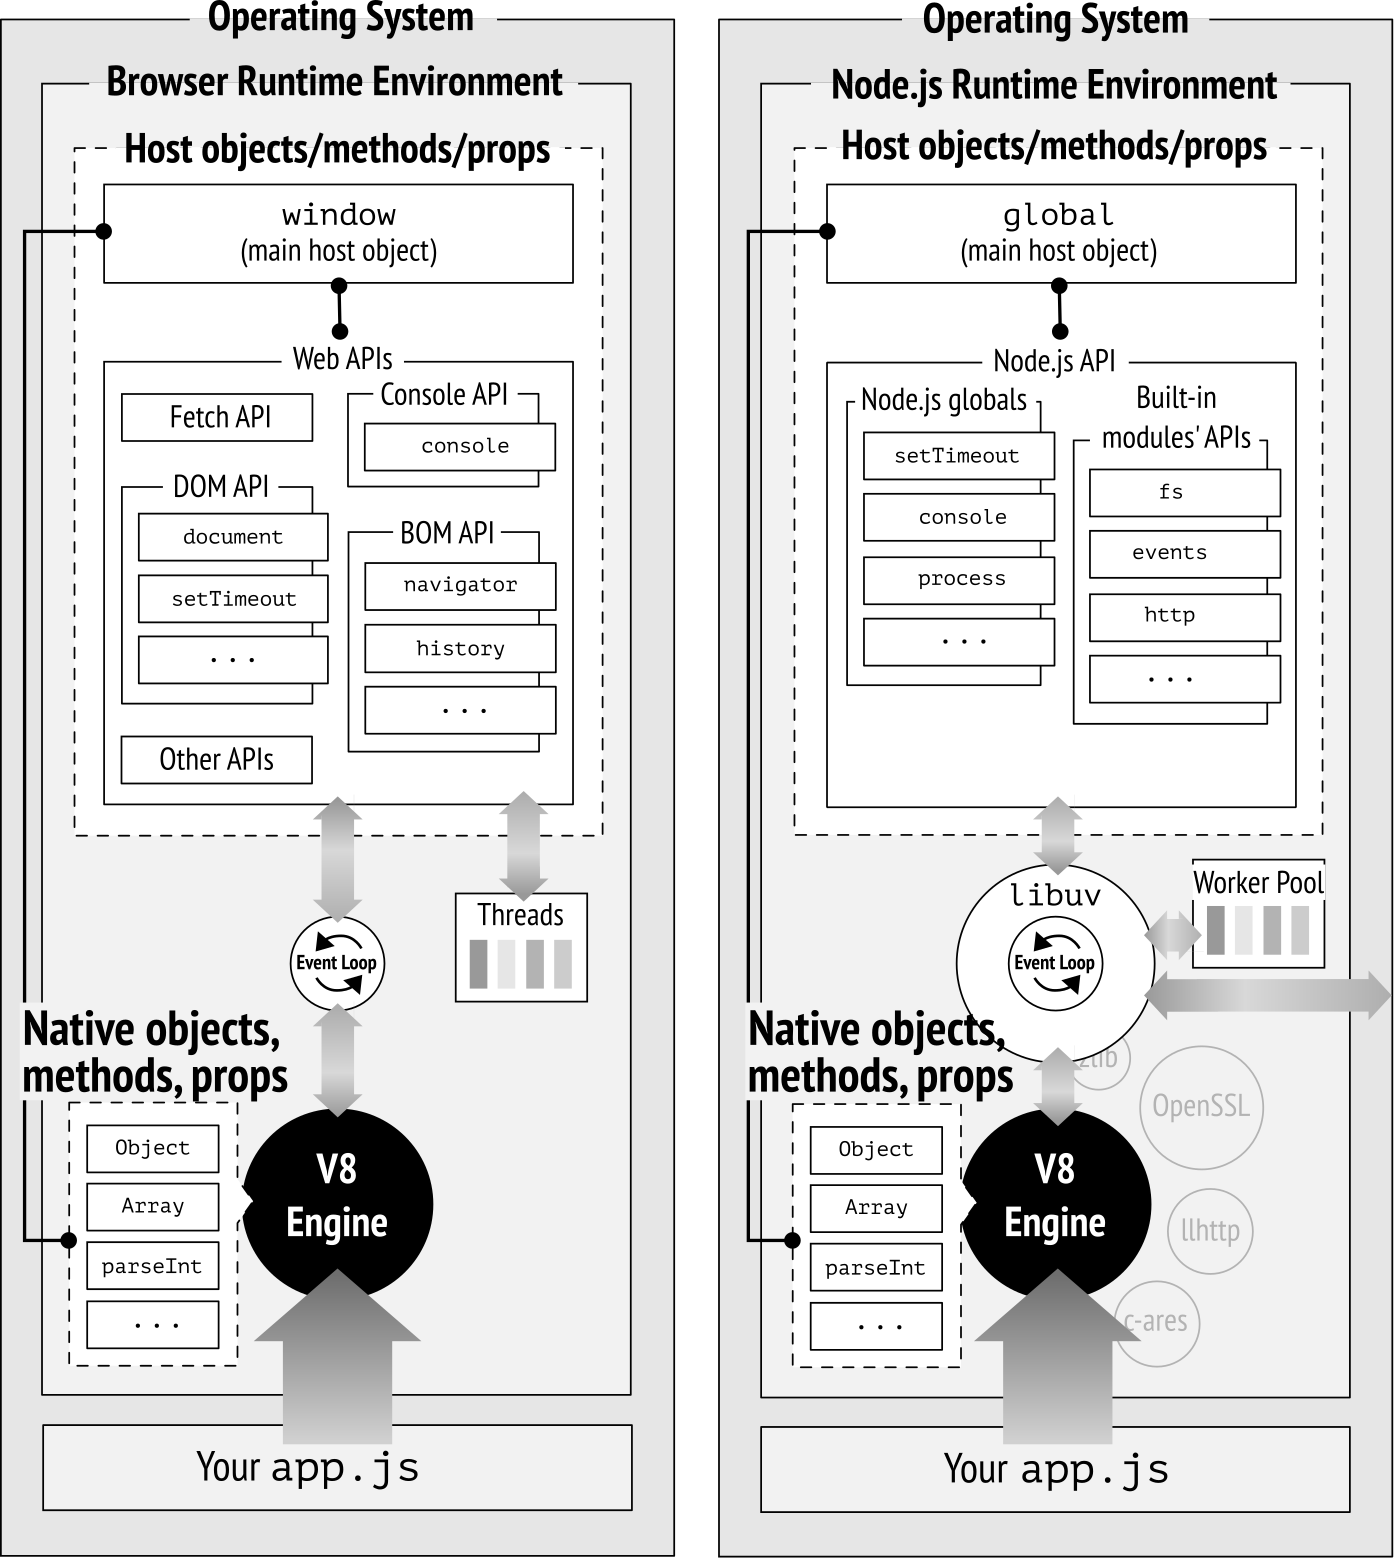 Operating System
Browser Runtime Environment
Host objects/methods/props
window
(main host object)
Web APIs
Fetch API
Console API
console
DOM API
document
setTimeout
...
BOM API
navigator
history
...
Other APIs
Threads
Event Loop
Native objects,
methods, props
Object
Array
parseInt
...
V8
Engine
Your app.js
Operating System
Node.js Runtime Environment
Host objects/methods/props
global
(main host object)
Node.js API
Node.js globals
setTimeout
console
process
...
Built-in
modules' APIs
fs
events
http
...
libuv
Event Loop
Worker Pool
Native objects,
methods, props
Object
Array
parseInt
...
V8
Engine
zlib
OpenSSL
llhttp
c-ares
Your app.js